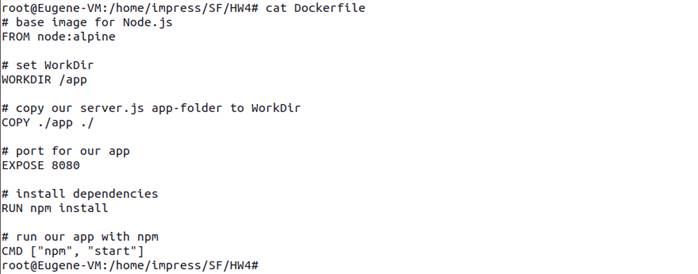 root@Eugene-VM:/home/impress/SF/HW4# cat Dockerfile
# base image for Node.js
FROM node:alpine
# set WorkDir
WORKDIR /app
# copy our server.js app-folder to WorkDir
COPY ./app ./
# port for our app
EXPOSE 8080
# install dependencies
RUN npm install
# run our app with npm
CMD ["npm", "start"]
root@Eugene-VM:/home/impress/SF/HW4#